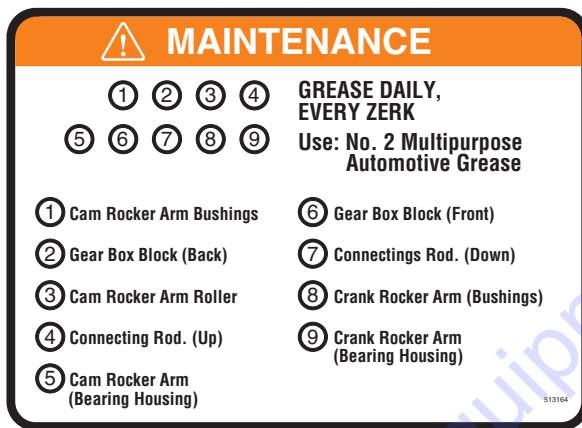 MAINTENANCE
1 2 3 4
GREASE DAILY,
EVERY ZERK
5 6 7 8 9
Use: No. 2 Multipurpose
Automotive Grease
1 Cam Rocker Arm Bushings
2 Gear Box Block (Back)
3 Cam Rocker Arm Roller
4 Connecting Rod. (Up)
5 Cam Rocker Arm
(Bearing Housing)
6 Gear Box Block (Front)
7 Connectings Rod. (Down)
8 Crank Rocker Arm (Bushings)
9 Crank Rocker Arm
(Bearing Housing)
513164